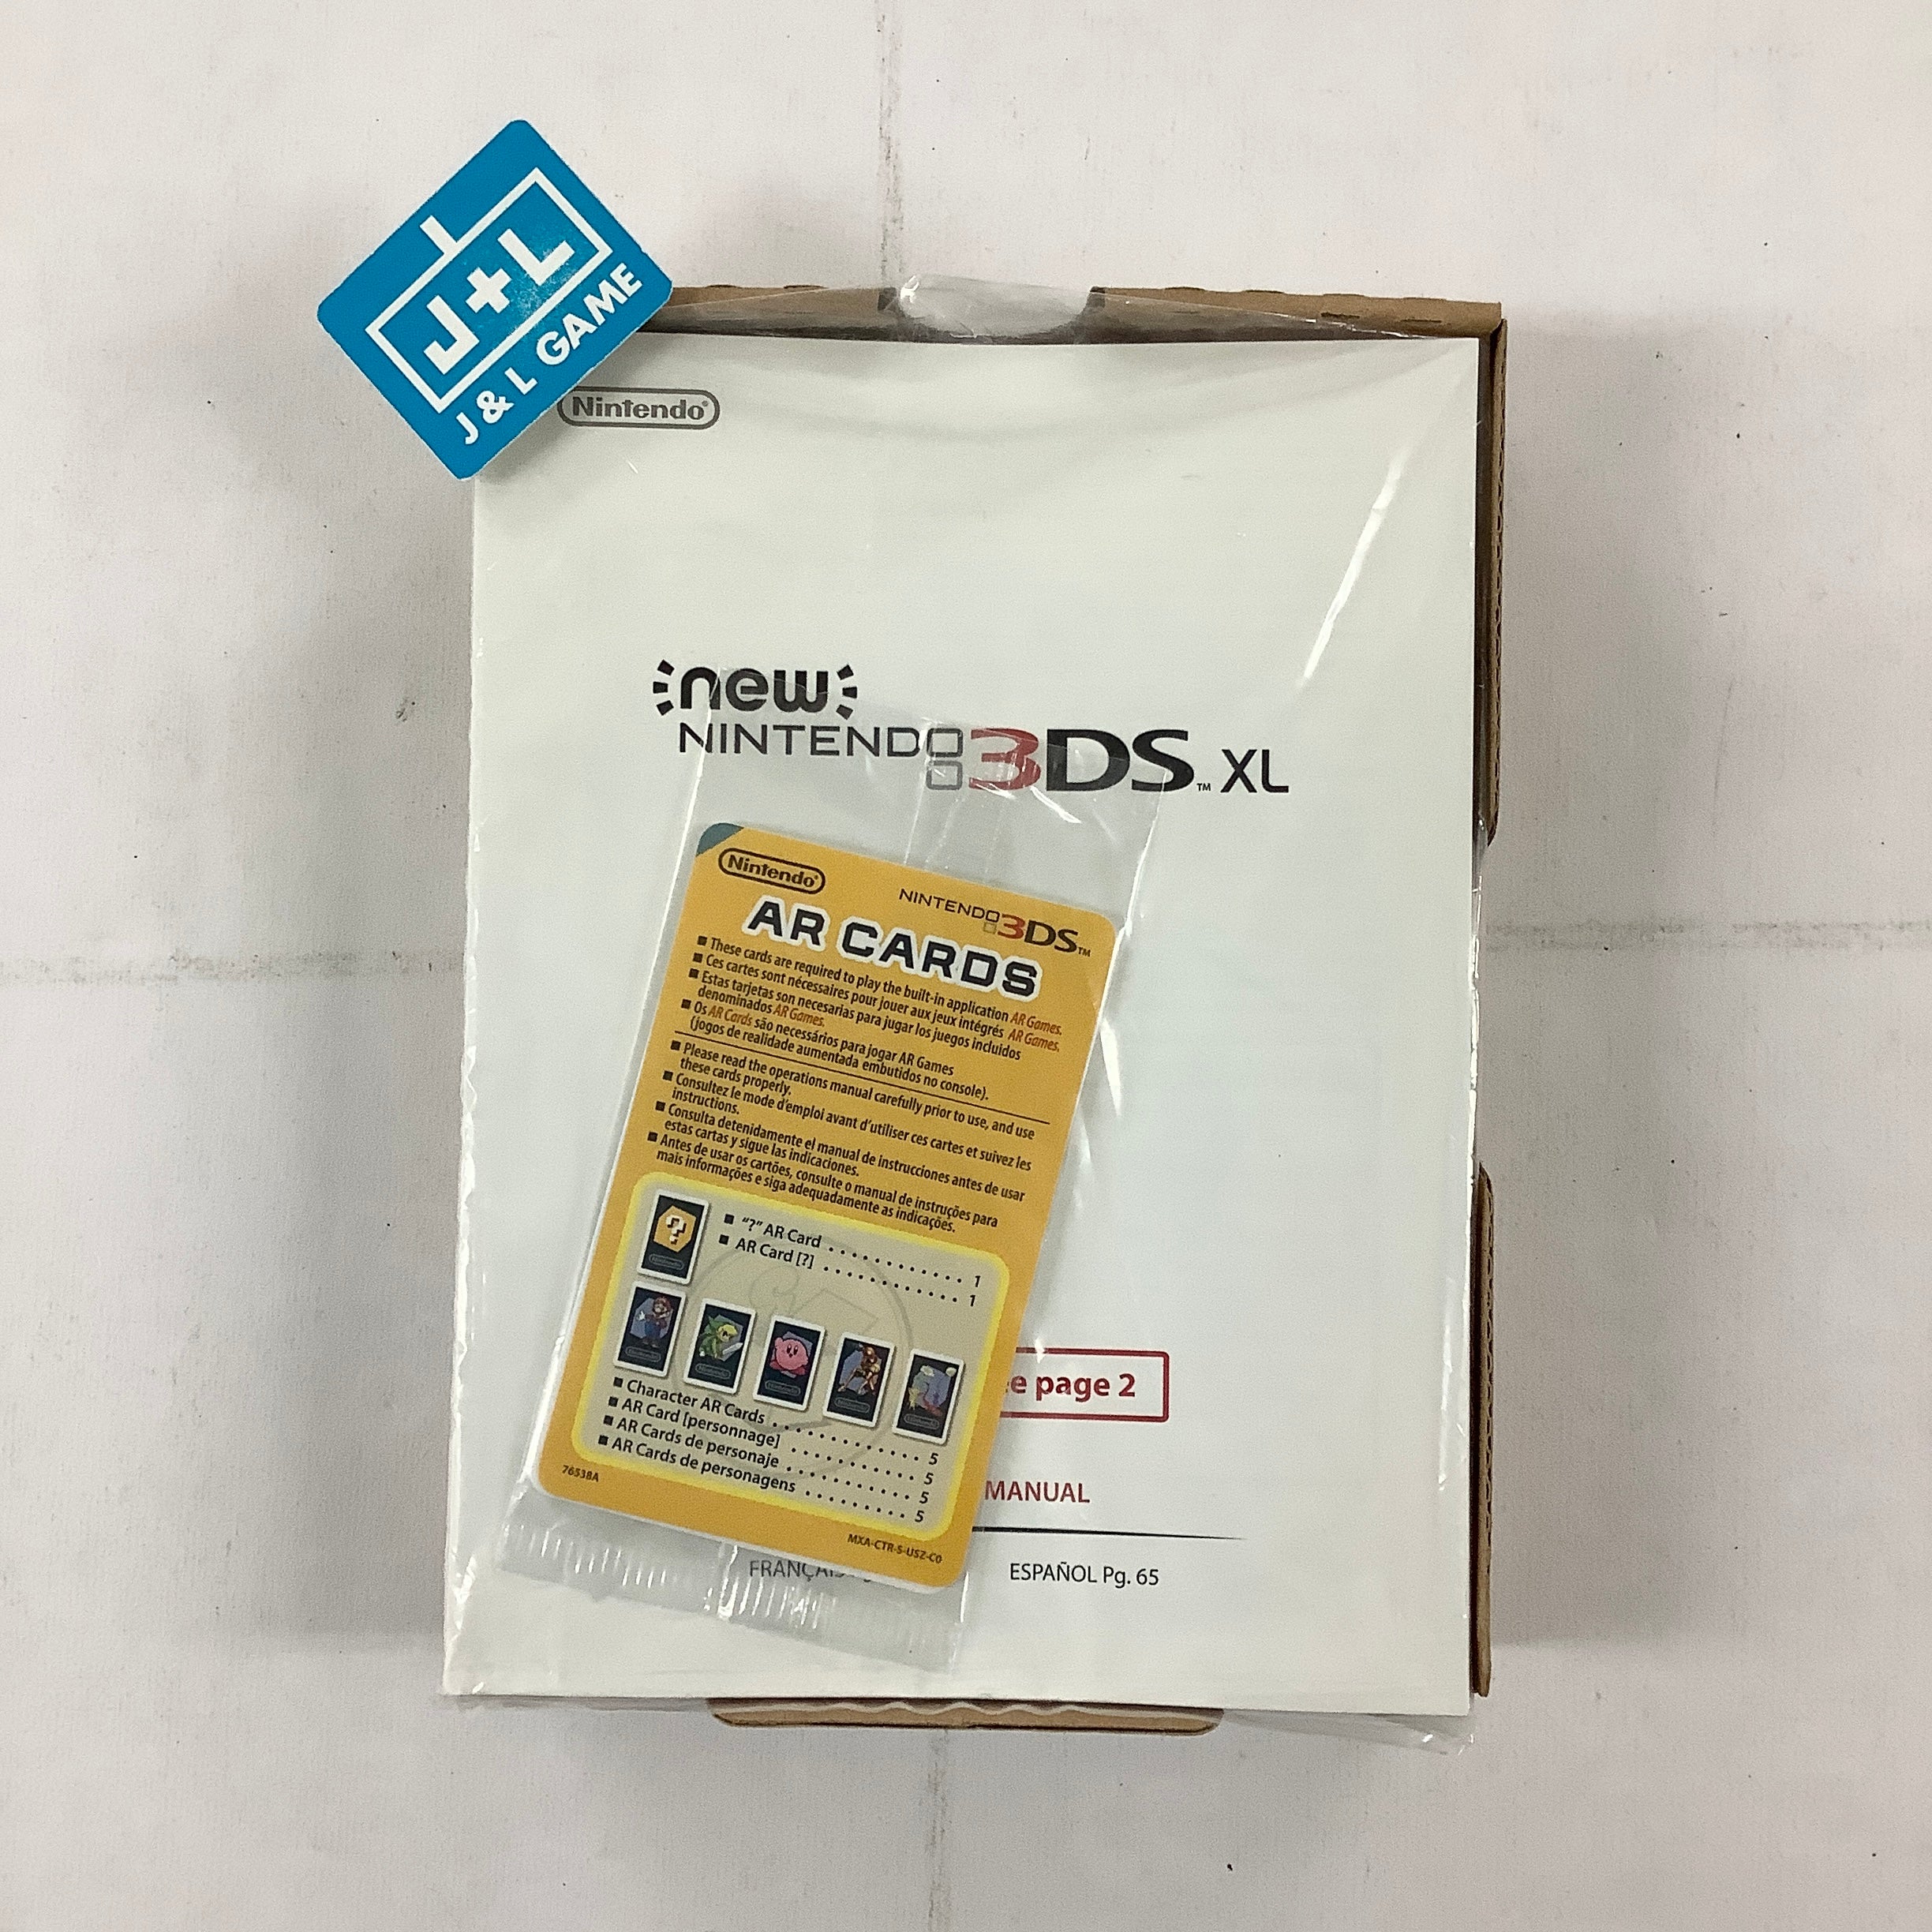 J+L
J & L GAME
Nintendo®
new
NINTENDO 3DS™ XL
Nintendo®
NINTENDO 3DS™
AR CARDS
■ These cards are required to play the built-in application AR Games.
■ Ces cartes sont nécessaires pour jouer aux jeux intégrés AR Games.
■ Estas tarjetas son necesarias para jugar los juegos incluidos
denominados AR Games.
■ Os AR Cards são necessários para jogar AR Games
(jogos de realidade aumentada embutidos no console).
■ Please read the operations manual carefully prior to use, and use
these cards properly.
■ Consultez le mode d'emploi avant d'utiliser ces cartes et suivez les
instructions.
■ Consulta detenidamente el manual de instrucciones antes de usar
estas cartas y sigue las indicaciones.
■ Antes de usar os cartões, consulte o manual de instruções para
mais informações e siga adequadamente as indicações.
?
■ "?" AR Card ............ 1
■ AR Card [?] ............ 1
■ Character AR Cards ............ 5
■ AR Card [personnage] .......... 5
■ AR Cards de personaje ......... 5
■ AR Cards de personagens ........ 5
76538A
MXA-CTR-S-USZ-C0
page 2
MANUAL
ESPAÑOL Pg. 65